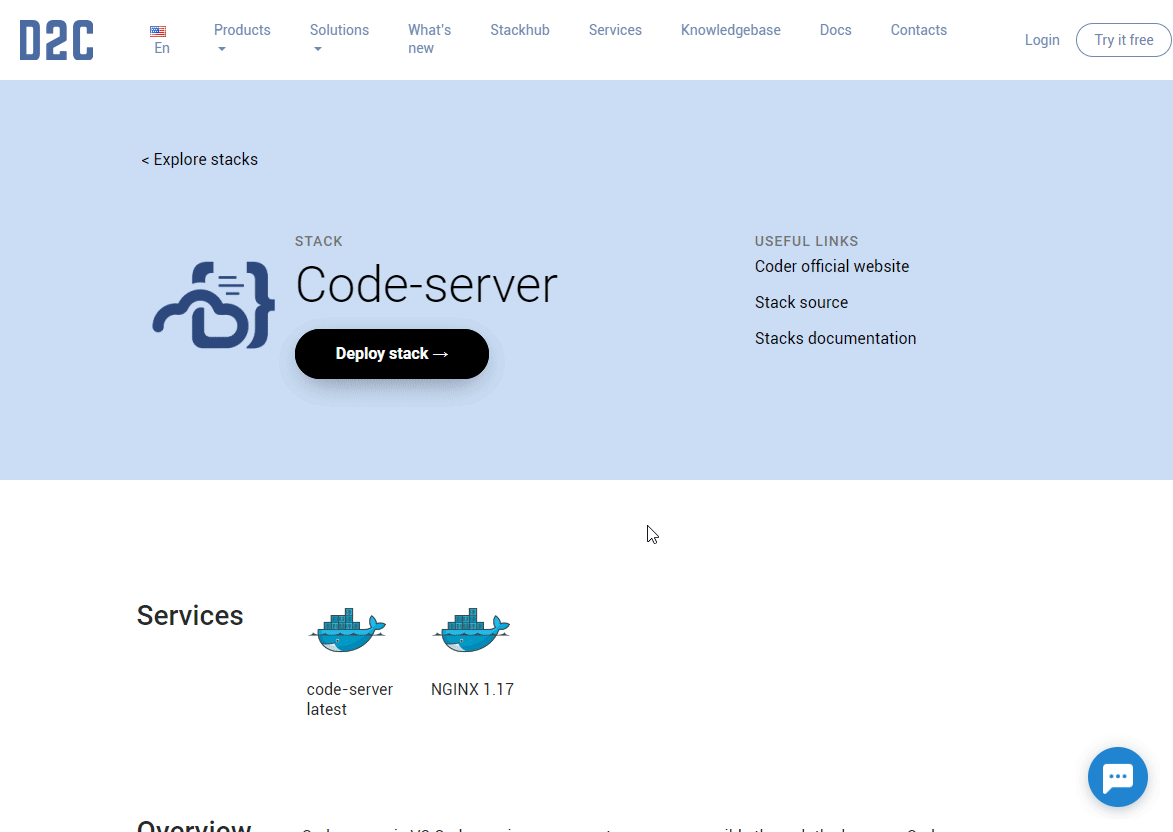 D2C
En
Products
Solutions
What's
new
Stackhub
Services
Knowledgebase
Docs
Contacts
Login
Try it free
< Explore stacks
STACK
Code-server
Deploy stack →
USEFUL LINKS
Coder official website
Stack source
Stacks documentation
Services
code-server
latest
NGINX 1.17
Overview